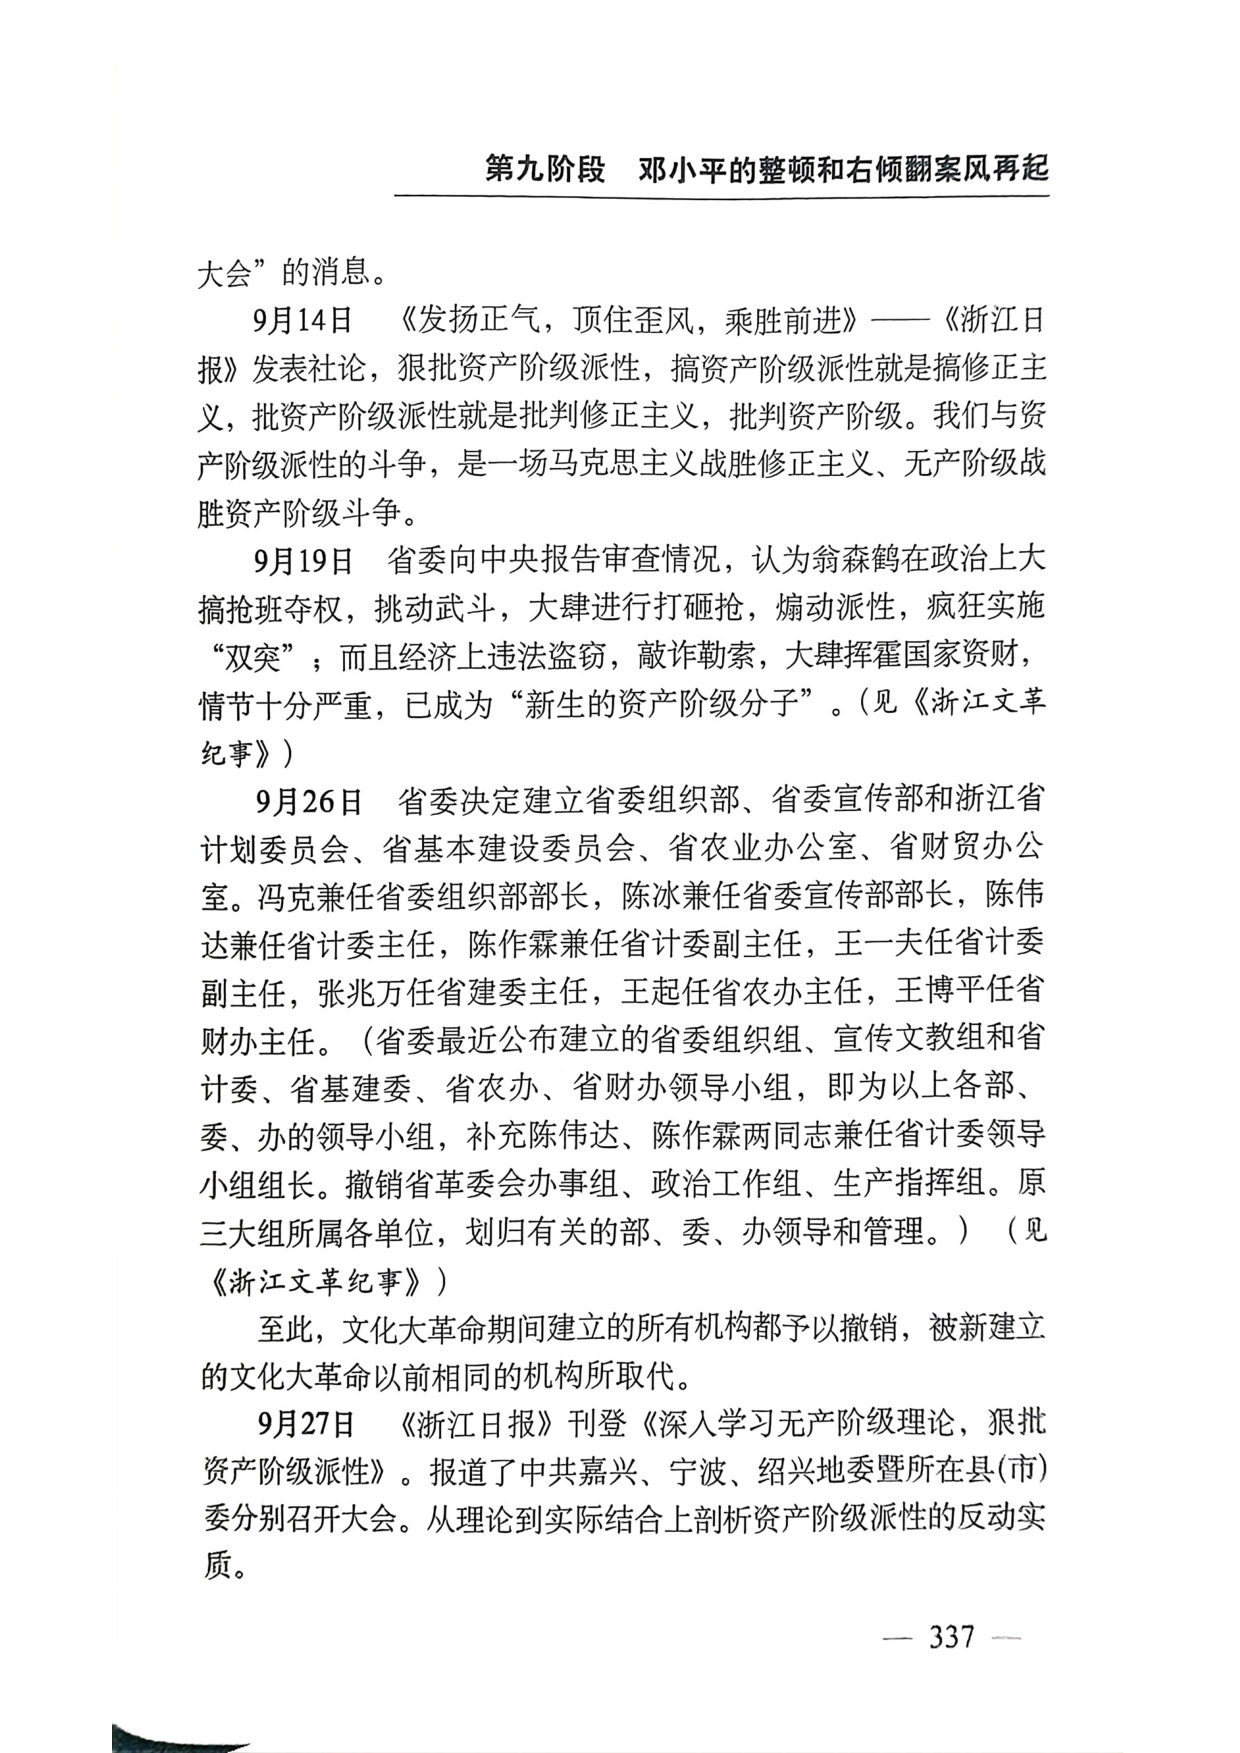 第九阶段　邓小平的整顿和右倾翻案风再起
大会”的消息。
9月14日　《发扬正气，顶住歪风，乘胜前进》——《浙江日
报》发表社论，狠批资产阶级派性，搞资产阶级派性就是搞修正主
义，批资产阶级派性就是批判修正主义，批判资产阶级。我们与资
产阶级派性的斗争，是一场马克思主义战胜修正主义、无产阶级战
胜资产阶级斗争。
9月19日　省委向中央报告审查情况，认为翁森鹤在政治上大
搞抢班夺权，挑动武斗，大肆进行打砸抢，煽动派性，疯狂实施
“双突”；而且经济上违法盗窃，敲诈勒索，大肆挥霍国家资财，
情节十分严重，已成为“新生的资产阶级分子”。（见《浙江文革
纪事》）
9月26日　省委决定建立省委组织部、省委宣传部和浙江省
计划委员会、省基本建设委员会、省农业办公室、省财贸办公
室。冯克兼任省委组织部部长，陈冰兼任省委宣传部部长，陈伟
达兼任省计委主任，陈作霖兼任省计委副主任，王一夫任省计委
副主任，张兆万任省建委主任，王起任省农办主任，王博平任省
财办主任。（省委最近公布建立的省委组织组、宣传文教组和省
计委、省基建委、省农办、省财办领导小组，即为以上各部、
委、办的领导小组，补充陈伟达、陈作霖两同志兼任省计委领导
小组组长。撤销省革委会办事组、政治工作组、生产指挥组。原
三大组所属各单位，划归有关的部、委、办领导和管理。）（见
《浙江文革纪事》）
至此，文化大革命期间建立的所有机构都予以撤销，被新建立
的文化大革命以前相同的机构所取代。
9月27日　《浙江日报》刊登《深入学习无产阶级理论，狠批
资产阶级派性》。报道了中共嘉兴、宁波、绍兴地委暨所在县(市)
委分别召开大会。从理论到实际结合上剖析资产阶级派性的反动实
质。
— 337 —